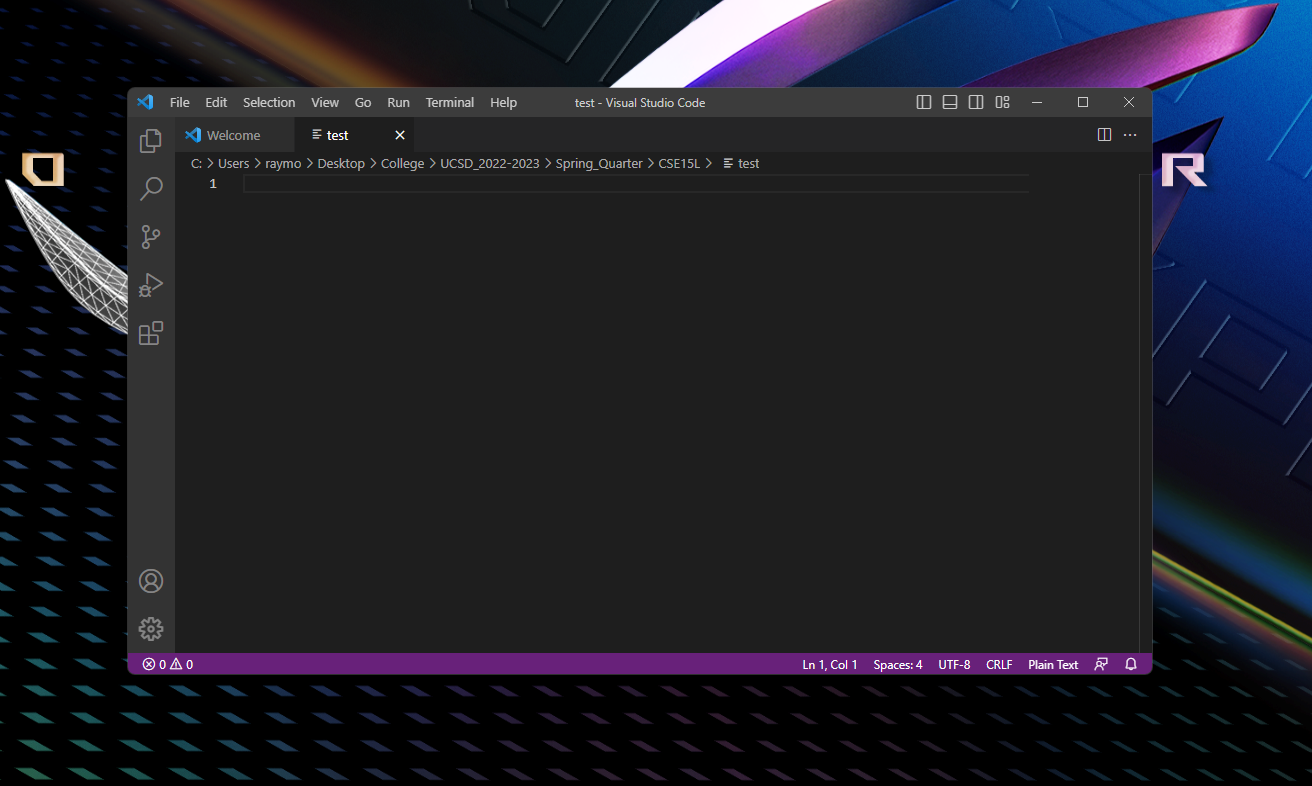 File Edit Selection View Go Run Terminal Help test - Visual Studio Code
Welcome test
C: > Users > raymo > Desktop > College > UCSD_2022-2023 > Spring_Quarter > CSE15L > test
R
1
0 0 Ln 1, Col 1 Spaces: 4 UTF-8 CRLF Plain Text